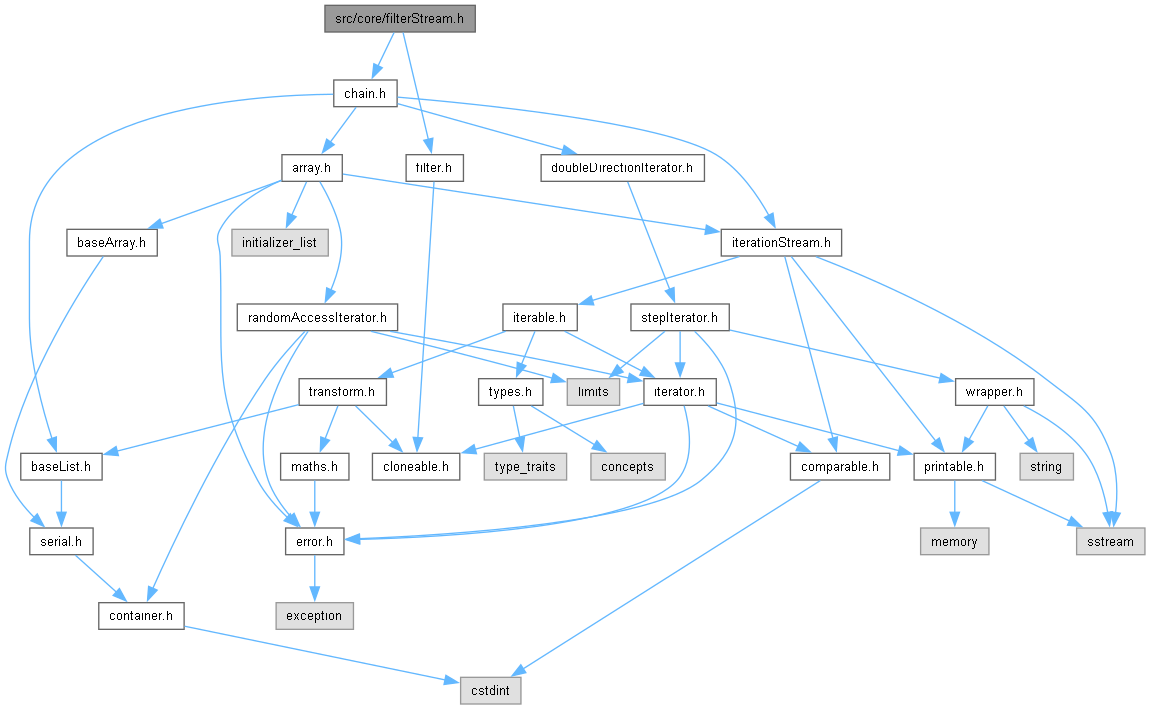 src/core/filterStream.h
chain.h
array.h
filter.h
doubleDirectionIterator.h
baseArray.h
initializer_list
iterationStream.h
randomAccessIterator.h
iterable.h
stepIterator.h
transform.h
types.h
limits
iterator.h
wrapper.h
baseList.h
maths.h
cloneable.h
type_traits
concepts
comparable.h
printable.h
string
serial.h
error.h
memory
sstream
container.h
exception
cstdint